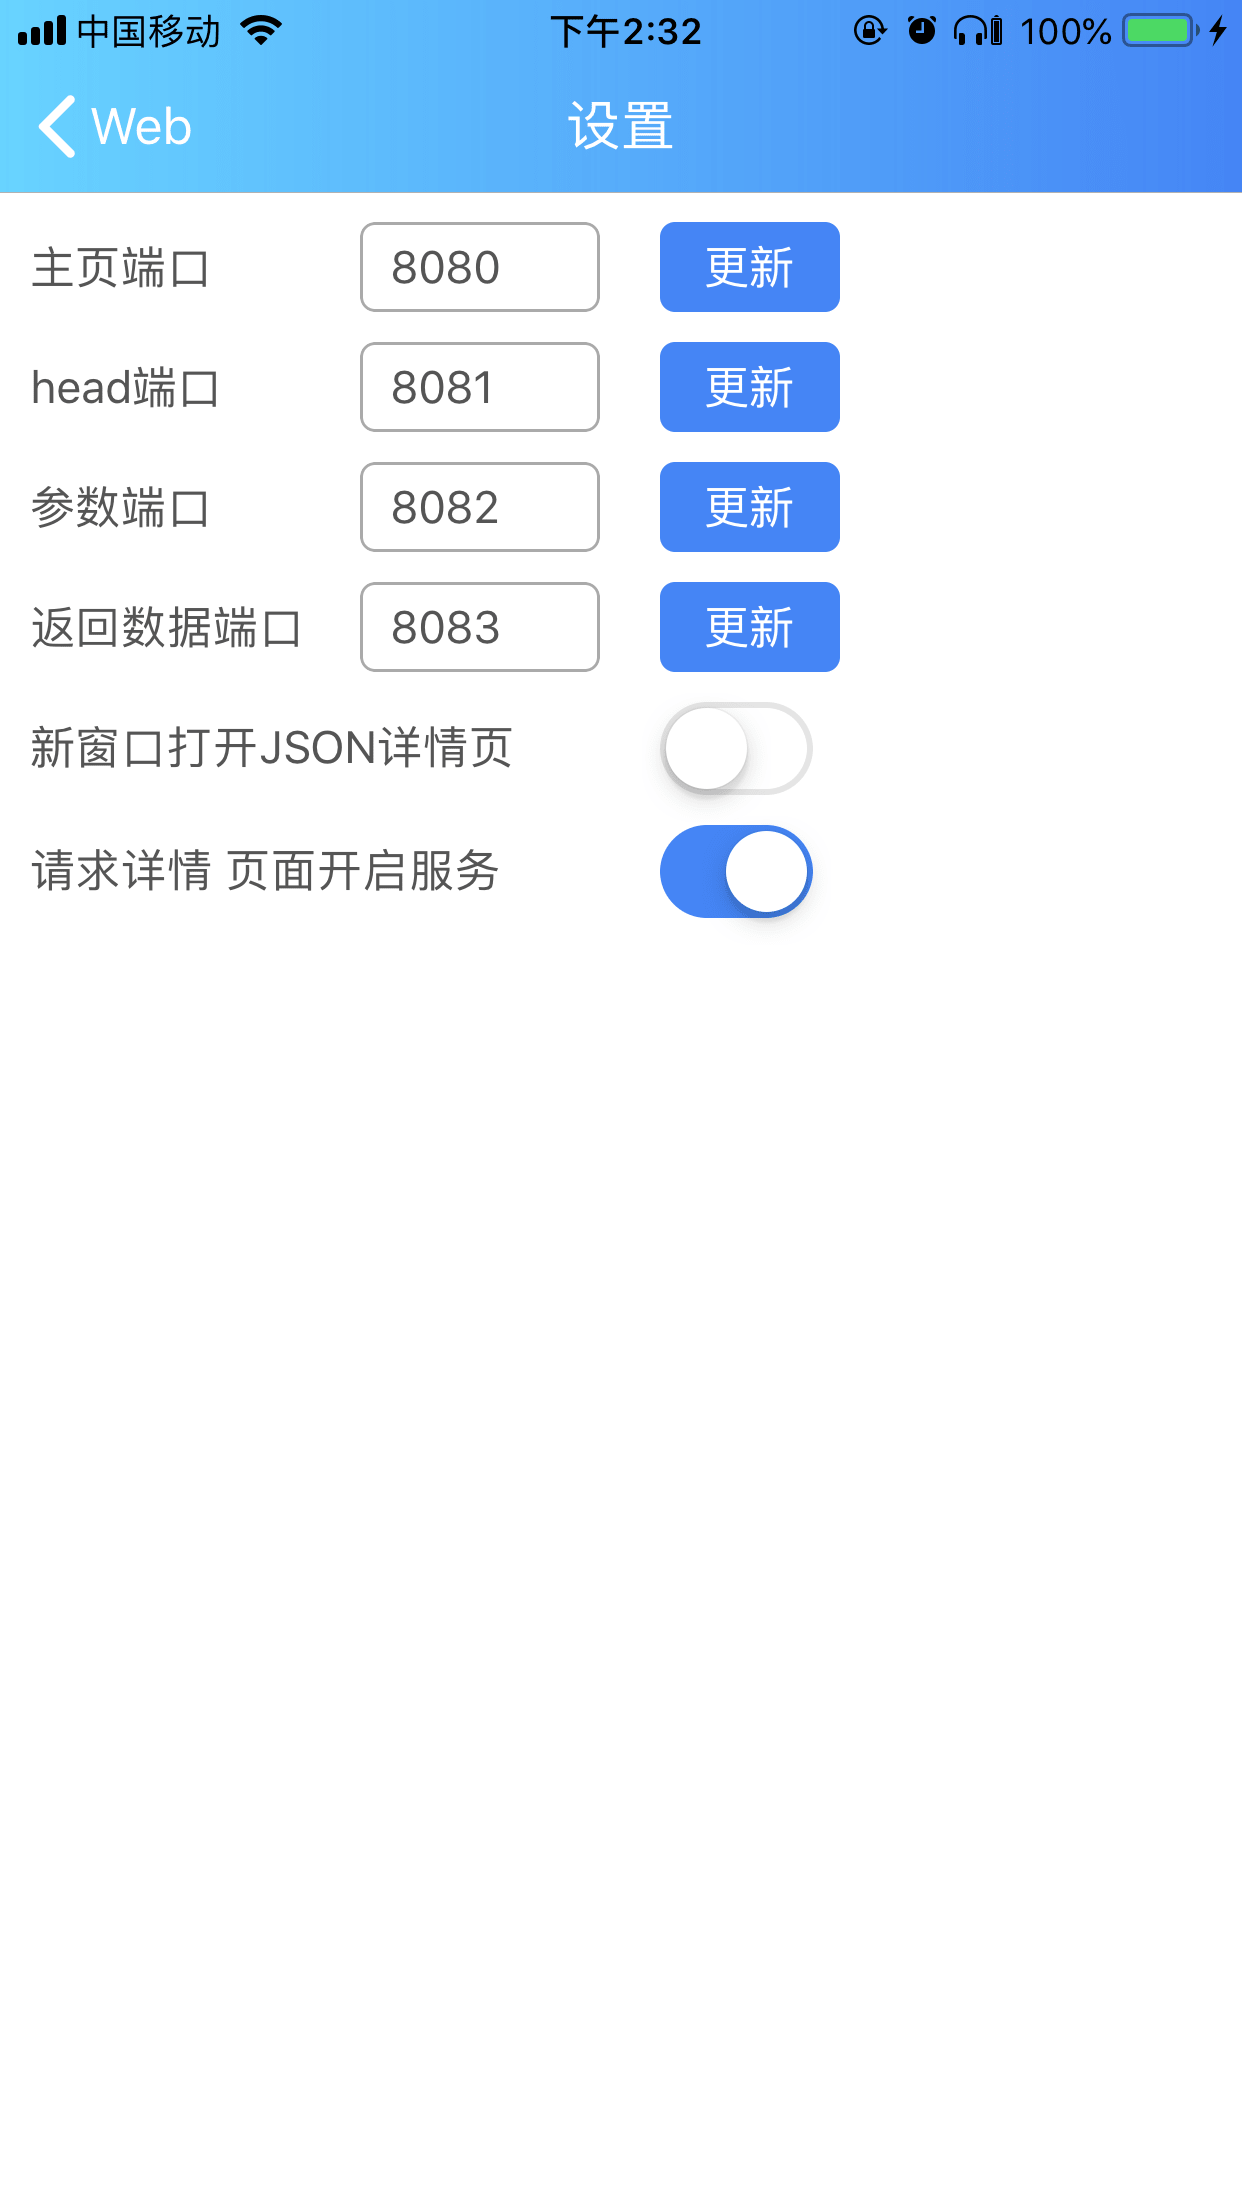 中国移动 下午2:32 100%
Web 设置
主页端口 8080 更新
head端口 8081 更新
参数端口 8082 更新
返回数据端口 8083 更新
新窗口打开JSON详情页
请求详情 页面开启服务